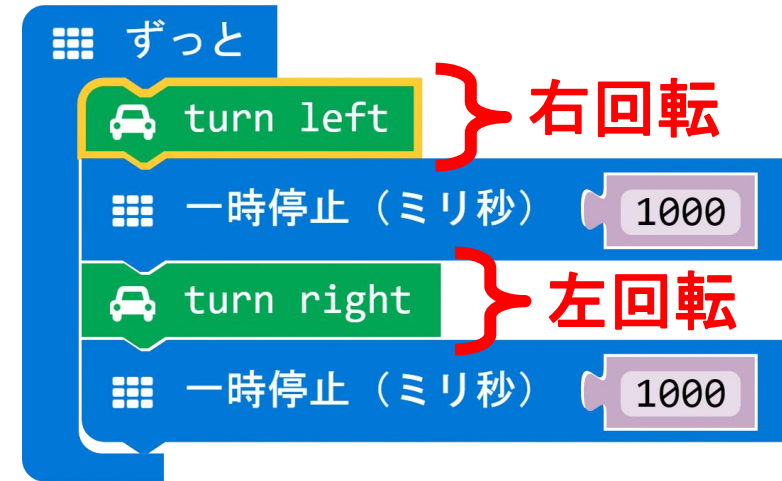 ずっと
turn left 右回転
一時停止（ミリ秒） 1000
turn right 左回転
一時停止（ミリ秒） 1000